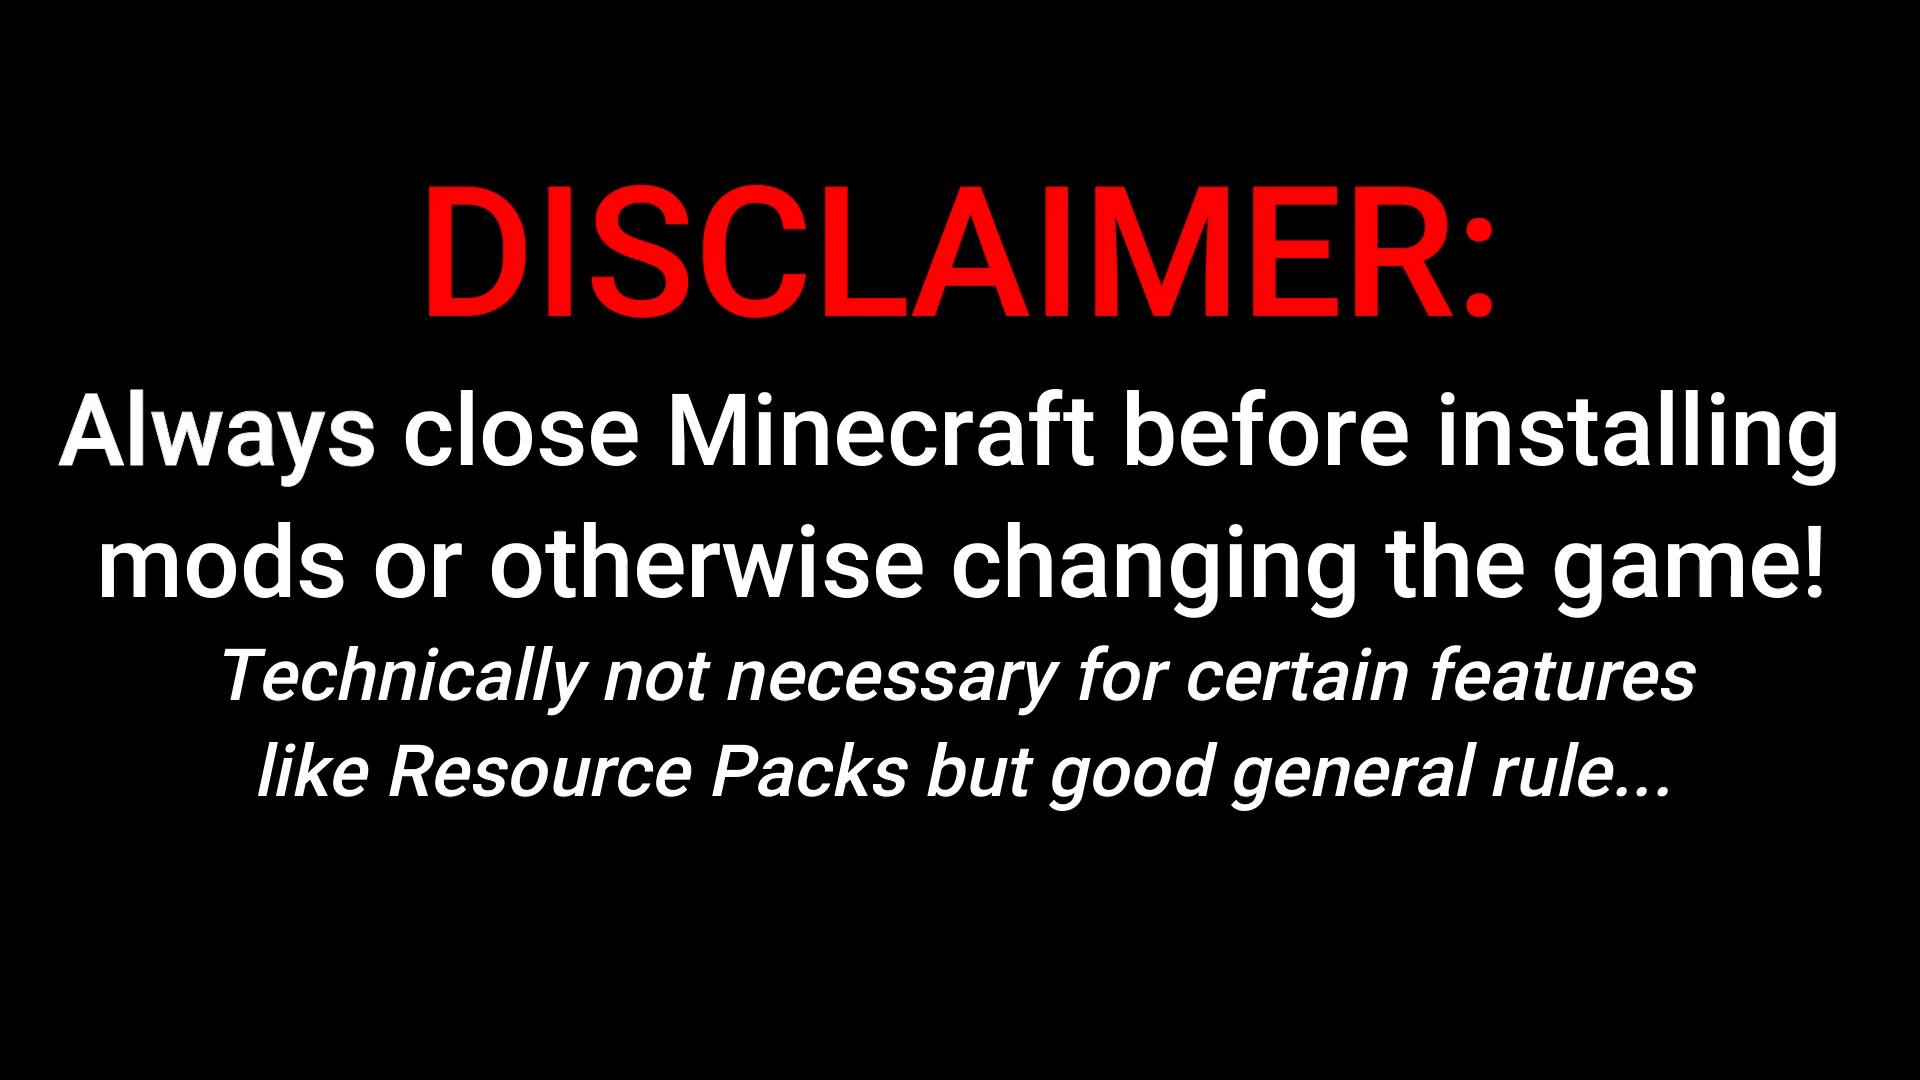 DISCLAIMER:
Always close Minecraft before installing
mods or otherwise changing the game!
Technically not necessary for certain features
like Resource Packs but good general rule...